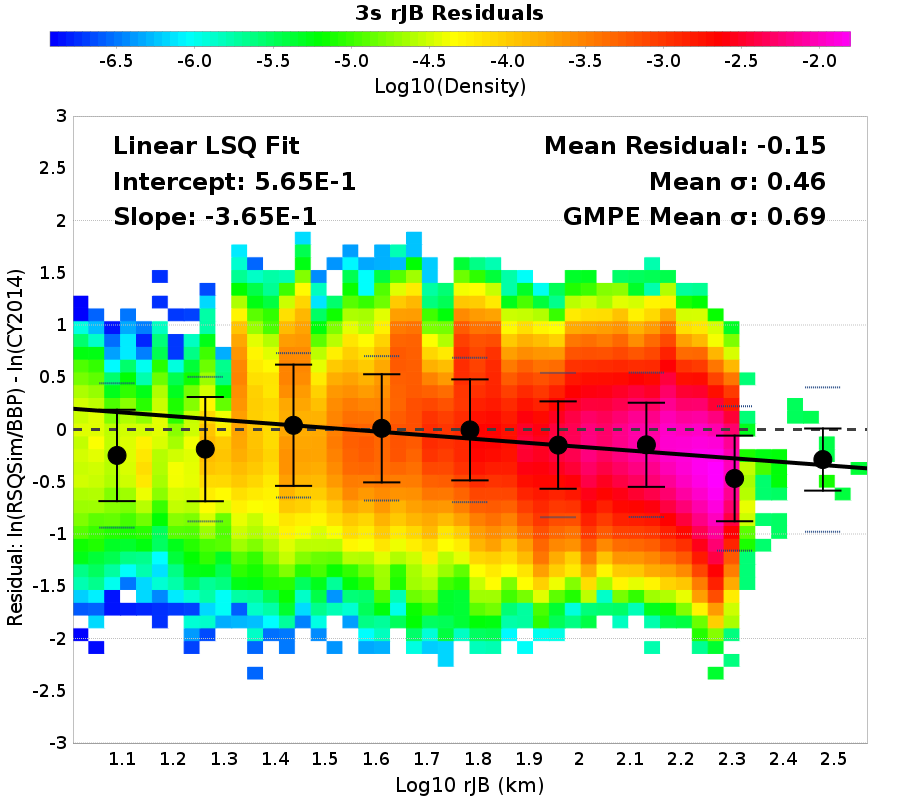 3s rJB Residuals
-6.5 -6.0 -5.5 -5.0 -4.5 -4.0 -3.5 -3.0 -2.5 -2.0
Log10(Density)
Linear LSQ Fit
Intercept: 5.65E-1
Slope: -3.65E-1
Mean Residual: -0.15
Mean σ: 0.46
GMPE Mean σ: 0.69
Residual: ln(RSQSim/BBP) - ln(CY2014)
3
2.5
2
1.5
1
0.5
0
-0.5
-1
-1.5
-2
-2.5
-3
1.1 1.2 1.3 1.4 1.5 1.6 1.7 1.8 1.9 2 2.1 2.2 2.3 2.4 2.5
Log10 rJB (km)